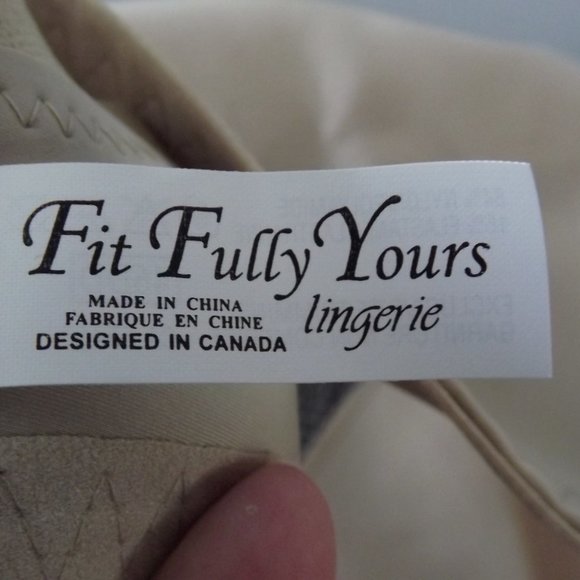 Fit Fully Yours
lingerie
MADE IN CHINA
FABRIQUE EN CHINE
DESIGNED IN CANADA